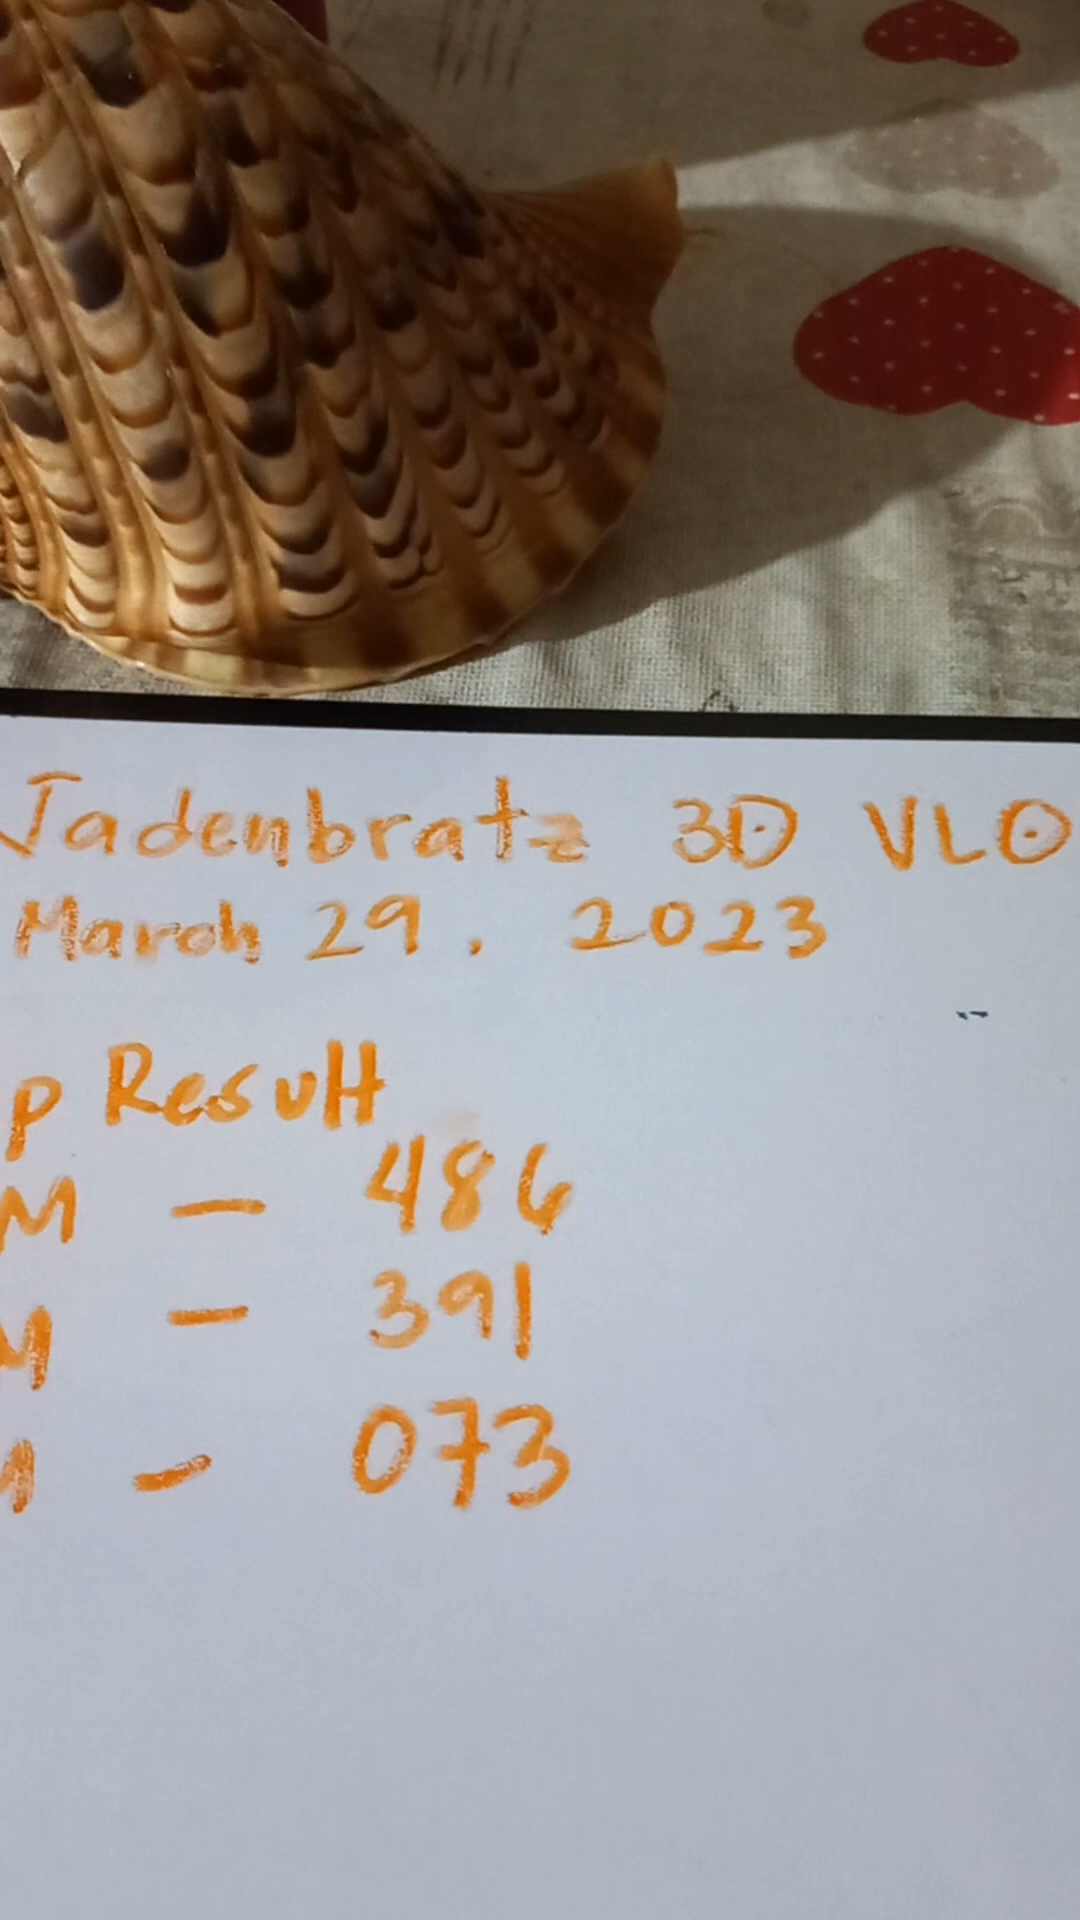 Jadenbratz 3D VLO
March 29, 2023
p Result
M - 486
M - 391
M - 073